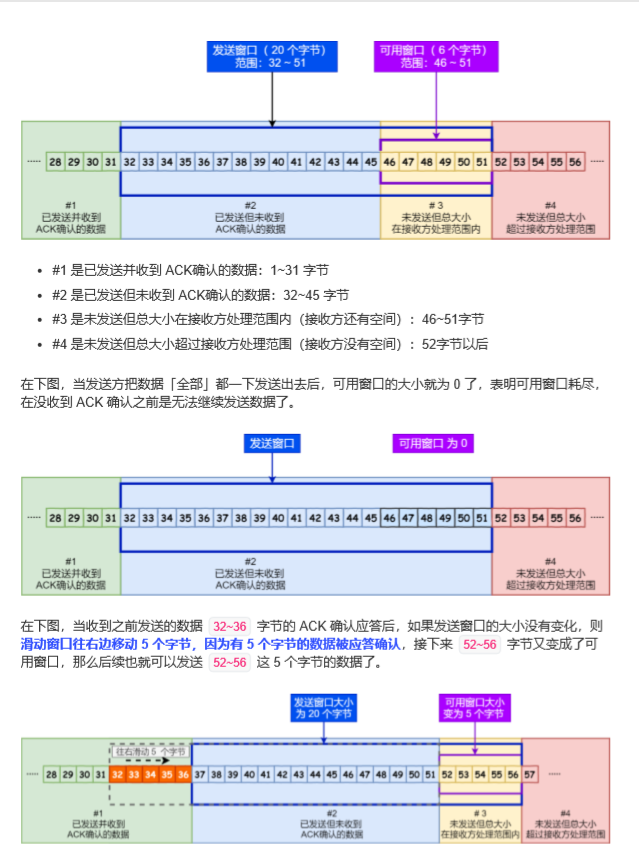 发送窗口（ 20 个字节）
范围：32 ~ 51
可用窗口（ 6 个字节）
范围：46 ~ 51
····· 28 29 30 31 32 33 34 35 36 37 38 39 40 41 42 43 44 45 46 47 48 49 50 51 52 53 54 55 56 ·····
#1
已发送并收到
ACK确认的数据
#2
已发送但未收到
ACK确认的数据
# 3
未发送但总大小
在接收方处理范围内
#4
未发送但总大小
超过接收方处理范围
• #1 是已发送并收到 ACK确认的数据：1~31 字节
• #2 是已发送但未收到 ACK确认的数据：32~45 字节
• #3 是未发送但总大小在接收方处理范围内（接收方还有空间）：46~51字节
• #4 是未发送但总大小超过接收方处理范围（接收方没有空间）：52字节以后
在下图，当发送方把数据「全部」都一下发送出去后，可用窗口的大小就为 0 了，表明可用窗口耗尽，
在没收到 ACK 确认之前是无法继续发送数据了。
发送窗口
可用窗口 为 0
····· 28 29 30 31 32 33 34 35 36 37 38 39 40 41 42 43 44 45 46 47 48 49 50 51 52 53 54 55 56 ·····
#1
已发送并收到
ACK确认的数据
#2
已发送但未收到
ACK确认的数据
#4
未发送但总大小
超过接收方处理范围
在下图，当收到之前发送的数据 32~36 字节的 ACK 确认应答后，如果发送窗口的大小没有变化，则
滑动窗口往右边移动 5 个字节，因为有 5 个字节的数据被应答确认，接下来 52~56 字节又变成了可
用窗口，那么后续也就可以发送 52~56 这 5 个字节的数据了。
发送窗口大小
为 20 个字节
可用窗口大小
变为 5 个字节
往右滑动 5 个字节
····· 28 29 30 31 32 33 34 35 36 37 38 39 40 41 42 43 44 45 46 47 48 49 50 51 52 53 54 55 56 57 ·····
#1
已发送并收到
ACK确认的数据
#2
已发送但未收到
ACK确认的数据
# 3
未发送但总大小
在接收方处理范围内
#4
未发送但总大小
超过接收方处理范围